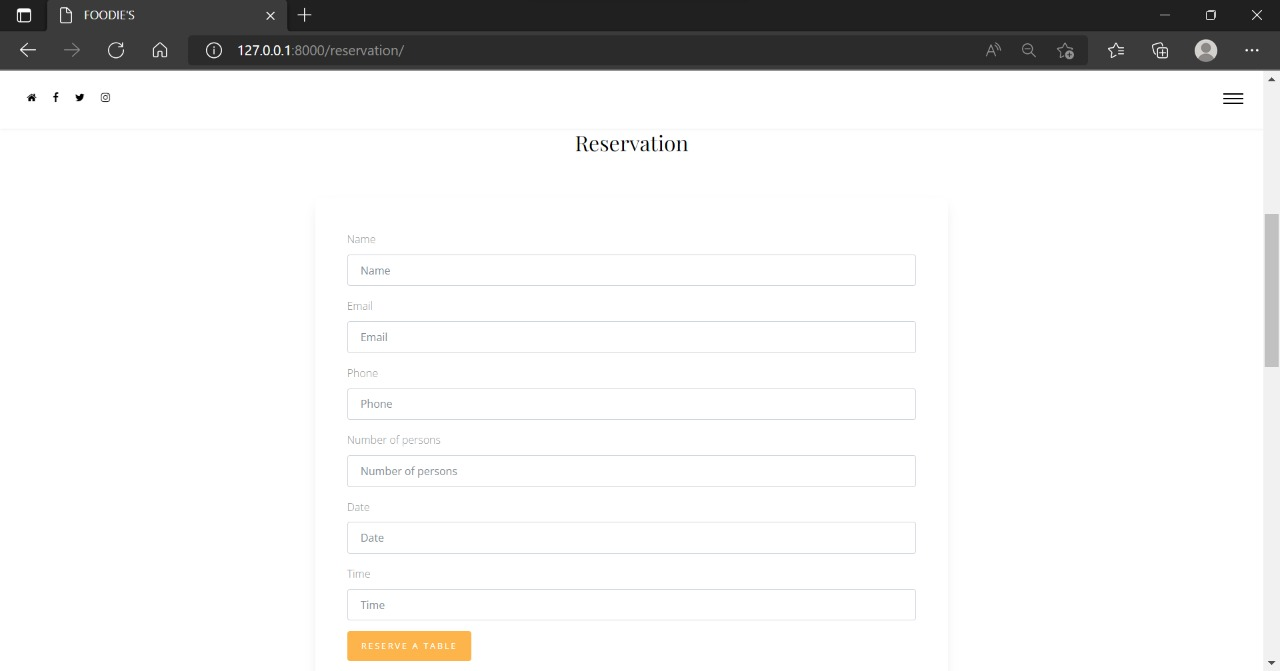 FOODIE'S
127.0.0.1:8000/reservation/
Reservation
Name
Name
Email
Email
Phone
Phone
Number of persons
Number of persons
Date
Date
Time
Time
RESERVE A TABLE